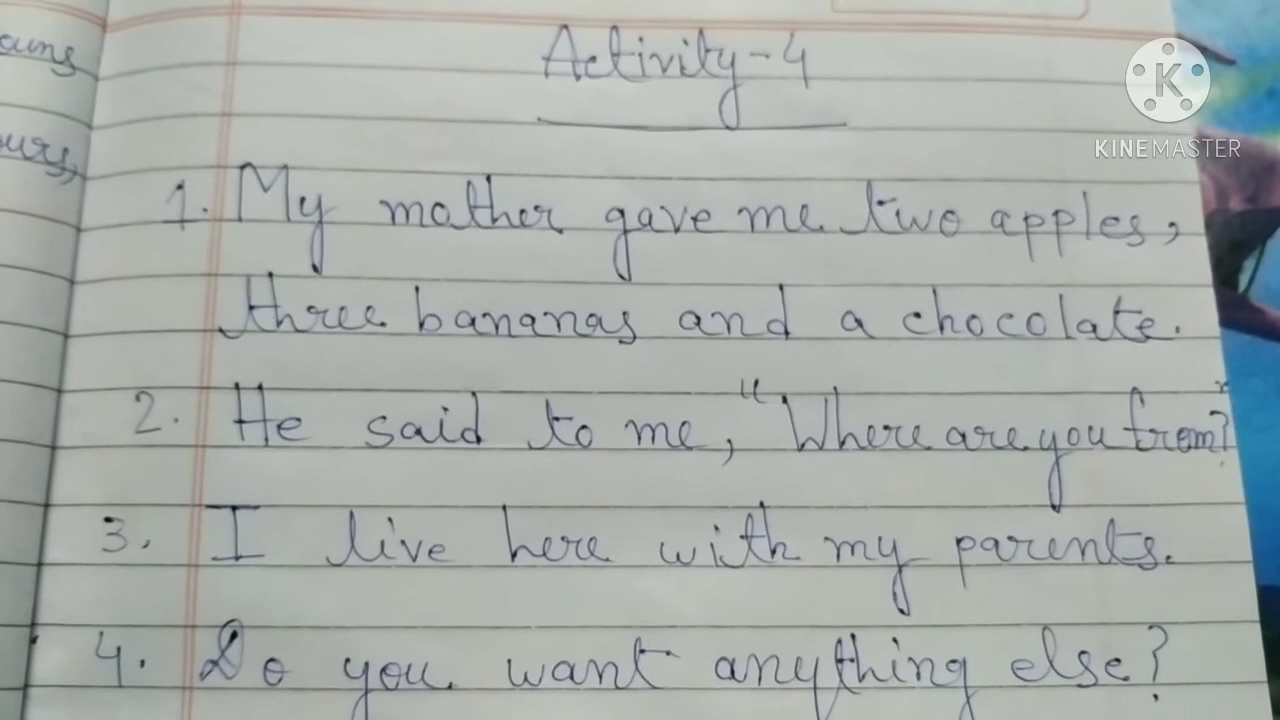 Activity-4
1. My mother gave me two apples,
three bananas and a chocolate.
2. He said to me, "Where are you from?"
3. I live here with my parents.
4. Do you want anything else?
K
KINEMASTER